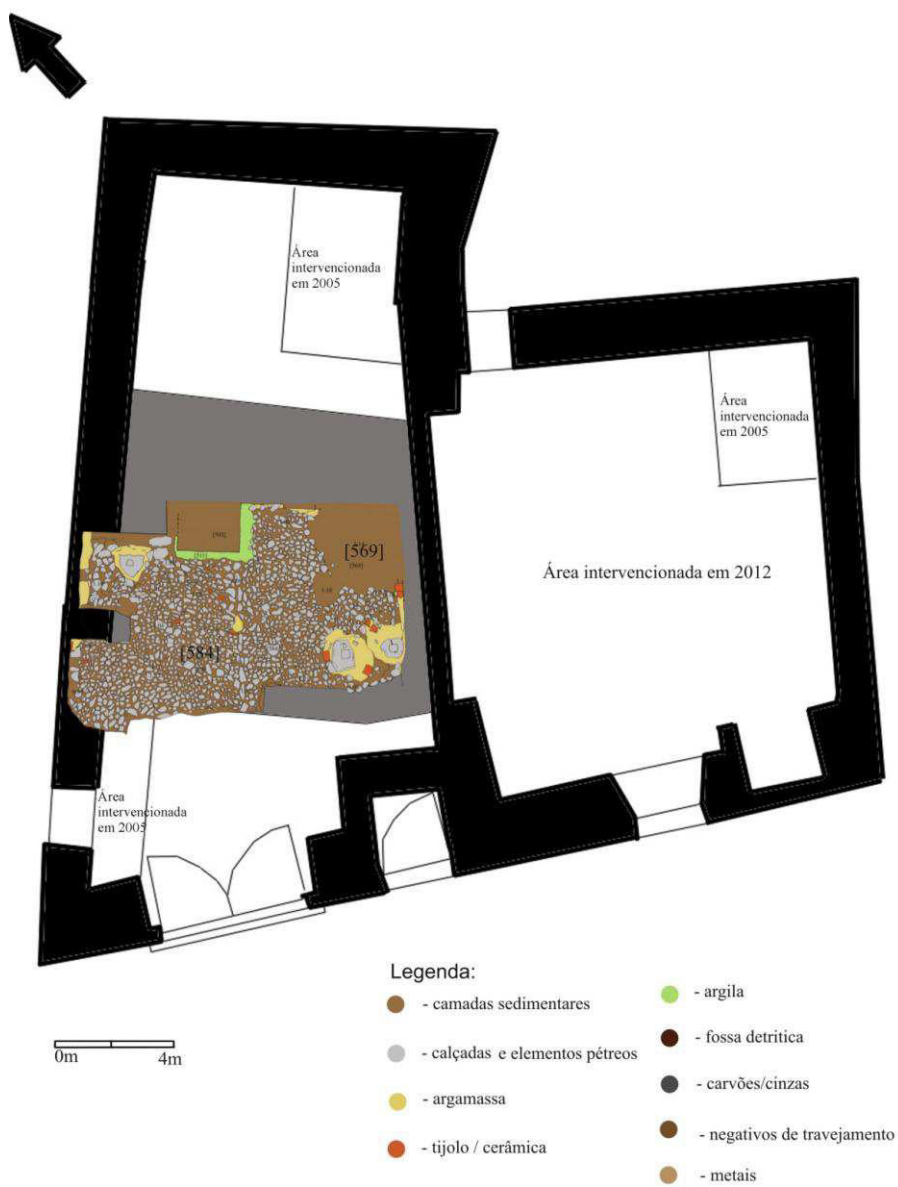 Área
intervencionada
em 2005
Área
intervencionada
em 2005
Área intervencionada em 2012
[569]
[584]
Área
intervencionada
em 2005
Legenda:
- camadas sedimentares
- calçadas e elementos pétreos
- argamassa
- tijolo / cerâmica
- argila
- fossa detritica
- carvões/cinzas
- negativos de travejamento
- metais
0m 4m